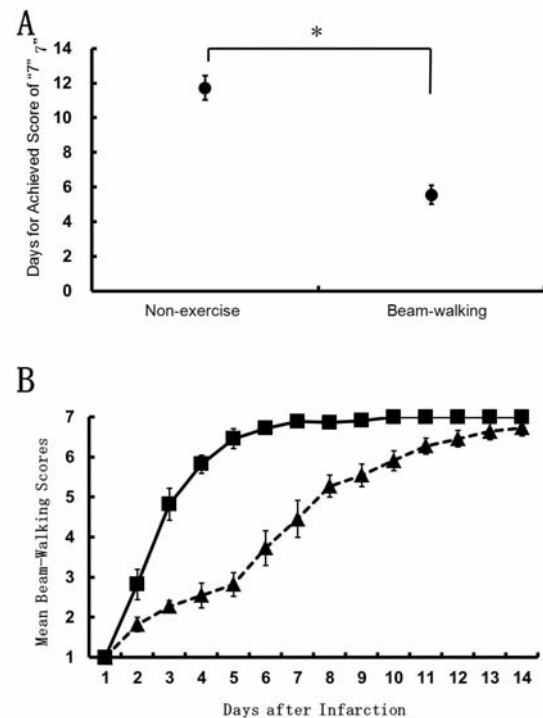 A
Days for Achieved Score of "7" 7"
14
12
10
8
6
4
2
0
*
Non-exercise
Beam-walking
B
Mean Beam-Walking Scores
7
6
5
4
3
2
1
1 2 3 4 5 6 7 8 9 10 11 12 13 14
Days after Infarction